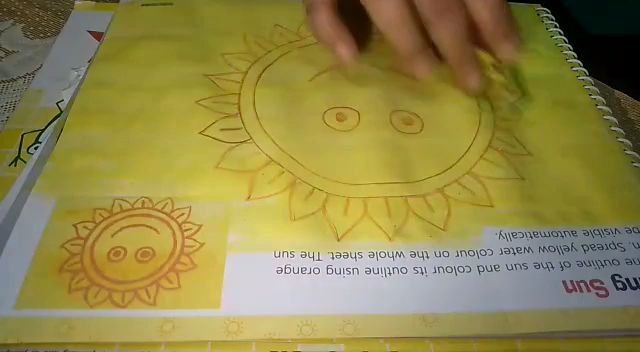 ng Sun
ne outline of the sun and colour its outline using orange
n. Spread yellow water colour on the whole sheet. The sun
be visible automatically.